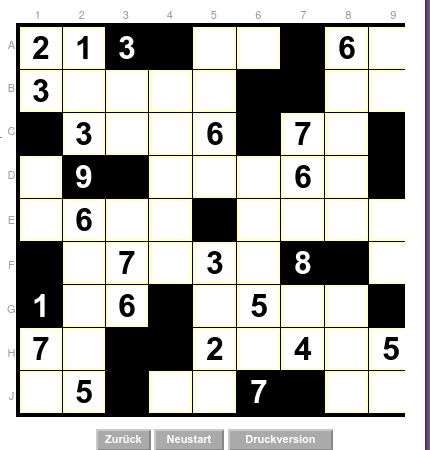 1 2 3 4 5 6 7 8 9
A 2 1 3 6
B 3
C 3 6 7
D 9 6
E 6
F 7 3 8
G 1 6 5
H 7 2 4 5
J 5 7
Zurück Neustart Druckversion